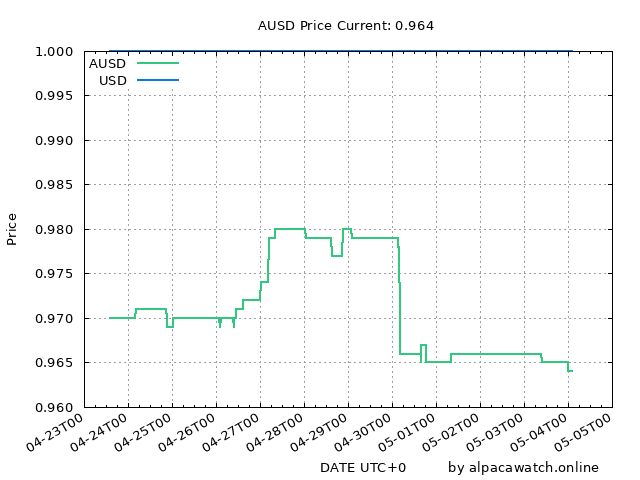 AUSD Price Current: 0.964
1.000
AUSD
USD
0.995
0.990
0.985
0.980
Price
0.975
0.970
0.965
0.960
04-23T00 04-24T00 04-25T00 04-26T00 04-27T00 04-28T00 04-29T00 04-30T00 05-01T00 05-02T00 05-03T00 05-04T00 05-05T00
DATE UTC+0 by alpacawatch.online